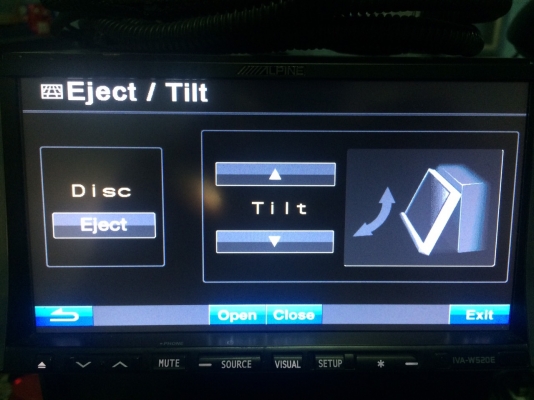 ALPINE
Eject / Tilt
Disc
Eject
Tilt
Open Close Exit
MUTE SOURCE VISUAL SETUP
IVA-W520E